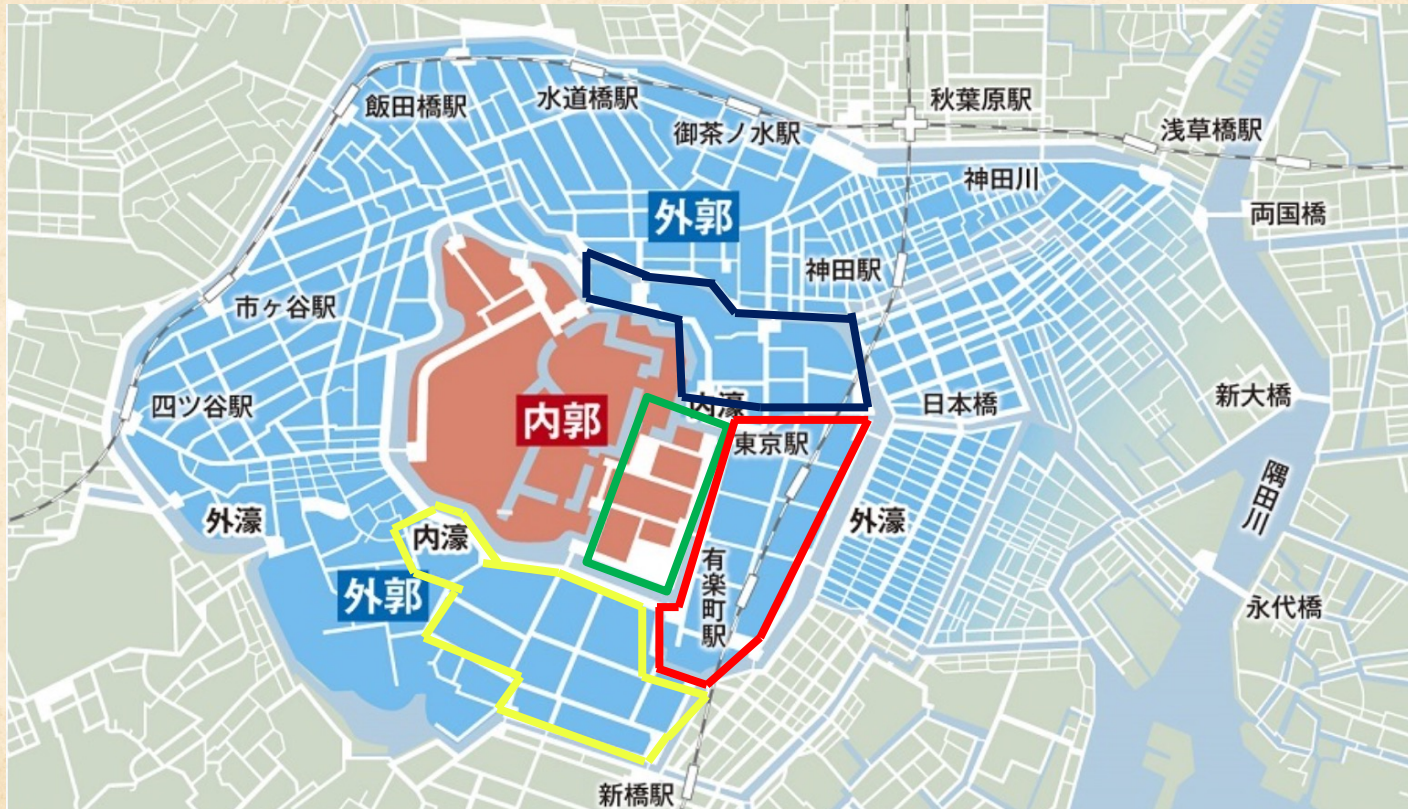 飯田橋駅
水道橋駅
御茶ノ水駅
秋葉原駅
浅草橋駅
神田川
両国橋
外郭
神田駅
市ヶ谷駅
四ツ谷駅
内郭
内濠
東京駅
日本橋
新大橋
隅田川
外濠
内濠
外濠
有楽町駅
外郭
永代橋
新橋駅